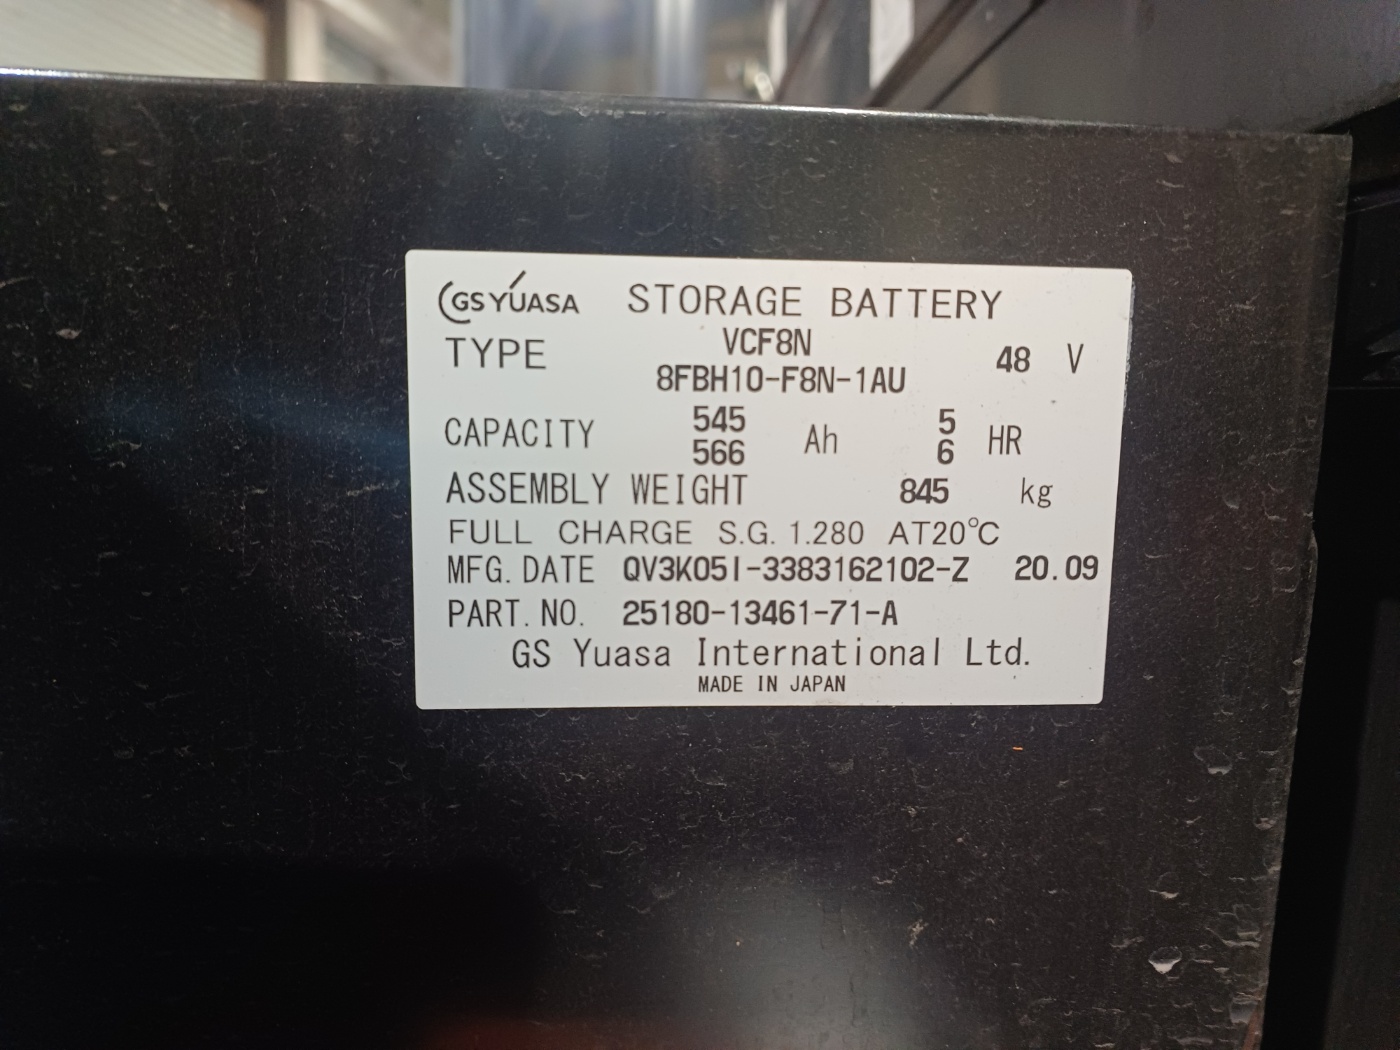 GS YUASA STORAGE BATTERY
TYPE VCF8N 48 V
8FBH10-F8N-1AU
CAPACITY 545 Ah 5 HR
566 6
ASSEMBLY WEIGHT 845 kg
FULL CHARGE S.G. 1.280 AT20°C
MFG. DATE QV3K05I-3383162102-Z 20.09
PART. NO. 25180-13461-71-A
GS Yuasa International Ltd.
MADE IN JAPAN